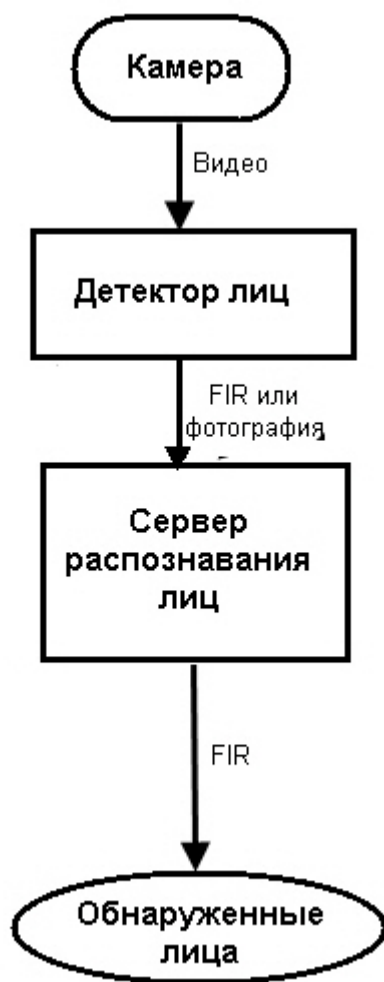 Камера
Видео
Детектор лиц
FIR или
фотография
Сервер
распознавания
лиц
FIR
Обнаруженные
лица